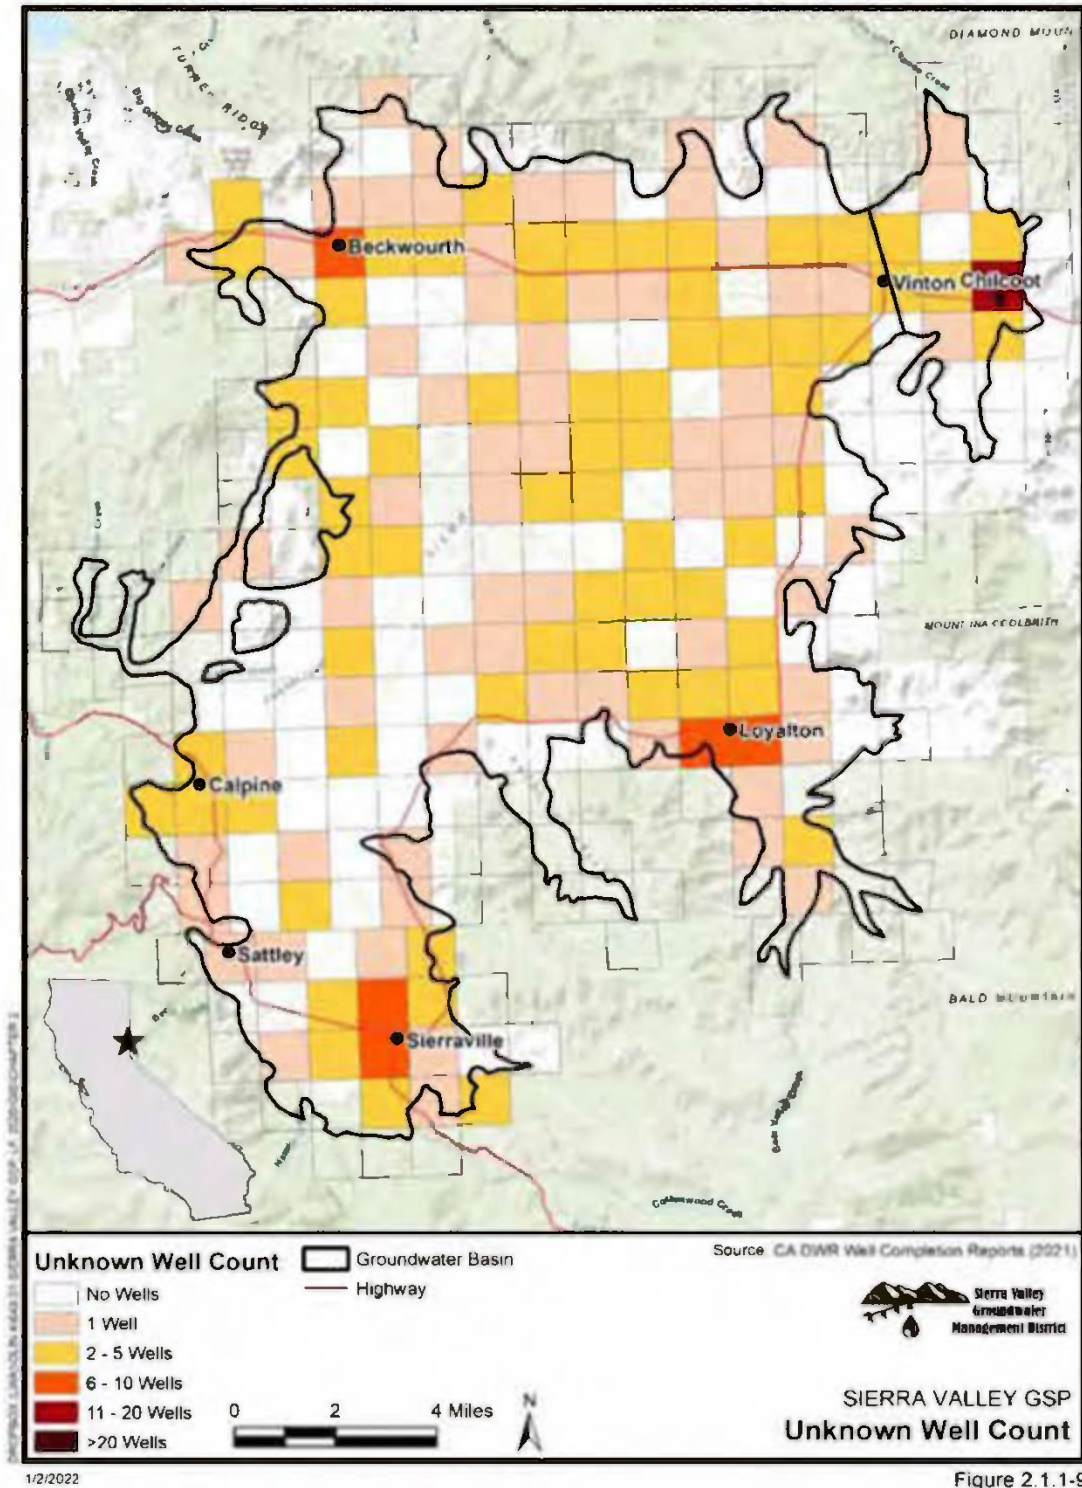 DIAMOND MOUN
TURNER RIDGE
Beckwourth
Vinton
Chilcoot
MOUNT INA COOLBRITH
Loyalton
Calpine
Sattley
Sierraville
BALD Mountain
Cottonwood Creek
Unknown Well Count
No Wells
1 Well
2 - 5 Wells
6 - 10 Wells
11 - 20 Wells
>20 Wells
Groundwater Basin
Highway
0 2 4 Miles
N
Source: CA DWR Well Completion Reports (2021)
Sierra Valley
Groundwater
Management District
SIERRA VALLEY GSP
Unknown Well Count
1/2/2022
Figure 2.1.1-9